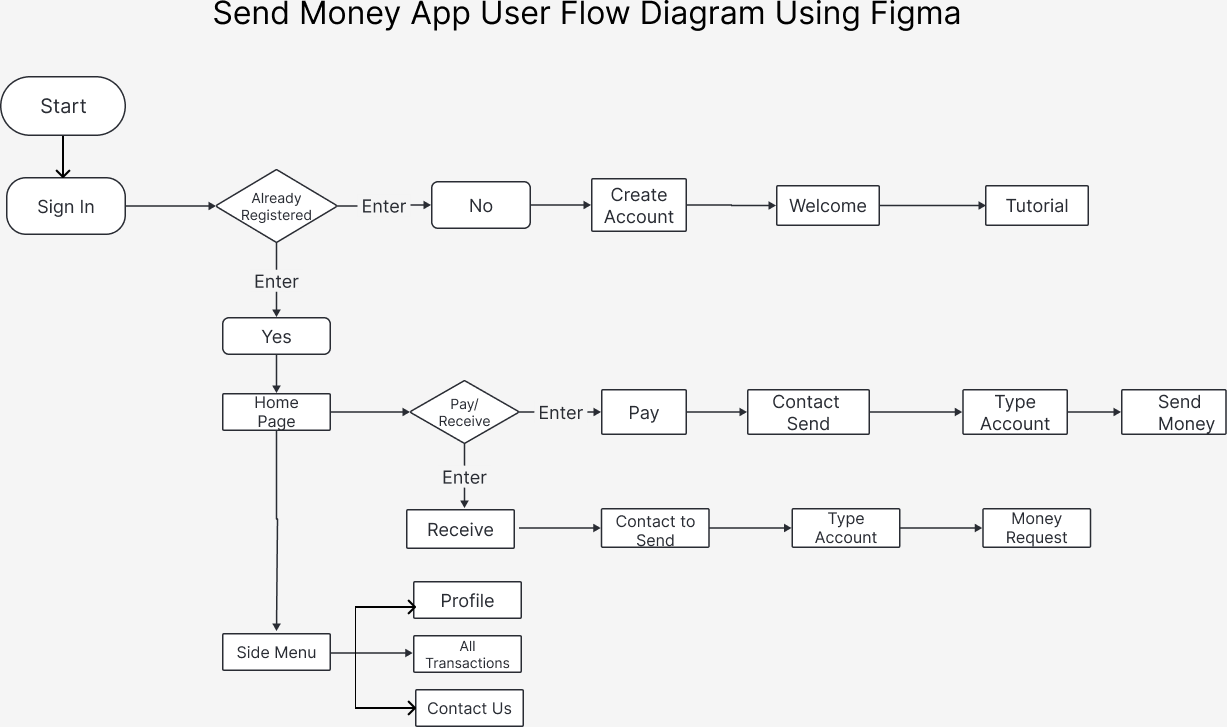 Send Money App User Flow Diagram Using Figma
Start
Sign In
Already
Registered
Enter
No
Create
Account
Welcome
Tutorial
Enter
Yes
Home
Page
Pay/
Receive
Enter
Pay
Contact
Send
Type
Account
Send
Money
Enter
Receive
Contact to
Send
Type
Account
Money
Request
Side Menu
Profile
All
Transactions
Contact Us